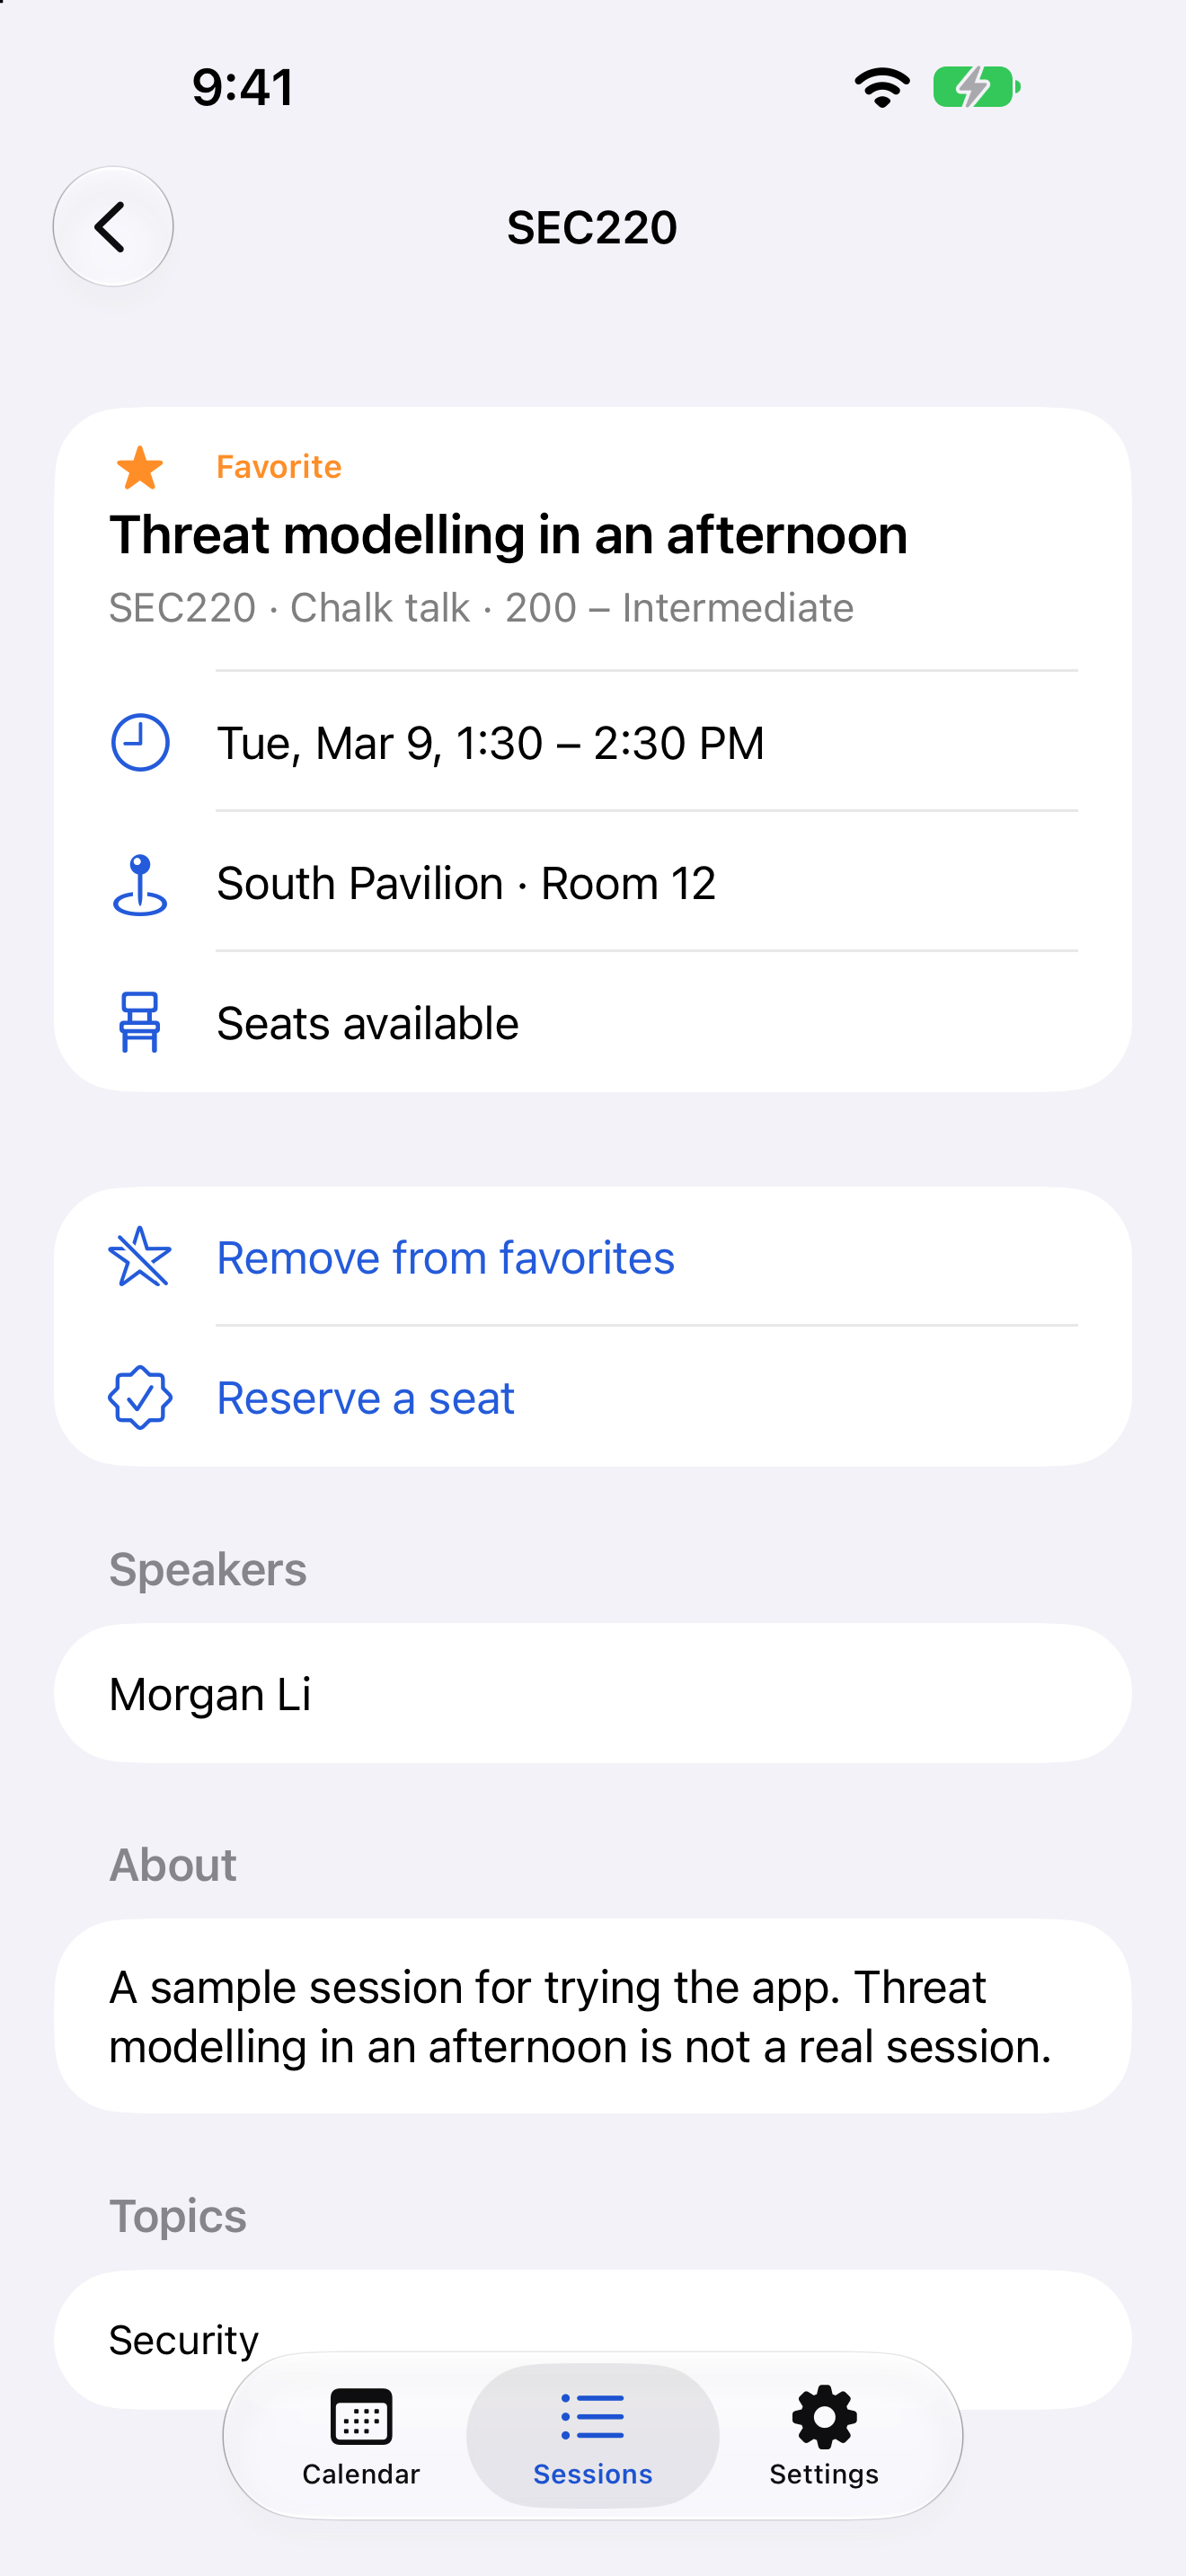 9:41
SEC220
Favorite
Threat modelling in an afternoon
SEC220 · Chalk talk · 200 – Intermediate
Tue, Mar 9, 1:30 – 2:30 PM
South Pavilion · Room 12
Seats available
Remove from favorites
Reserve a seat
Speakers
Morgan Li
About
A sample session for trying the app. Threat
modelling in an afternoon is not a real session.
Topics
Security
Calendar
Sessions
Settings